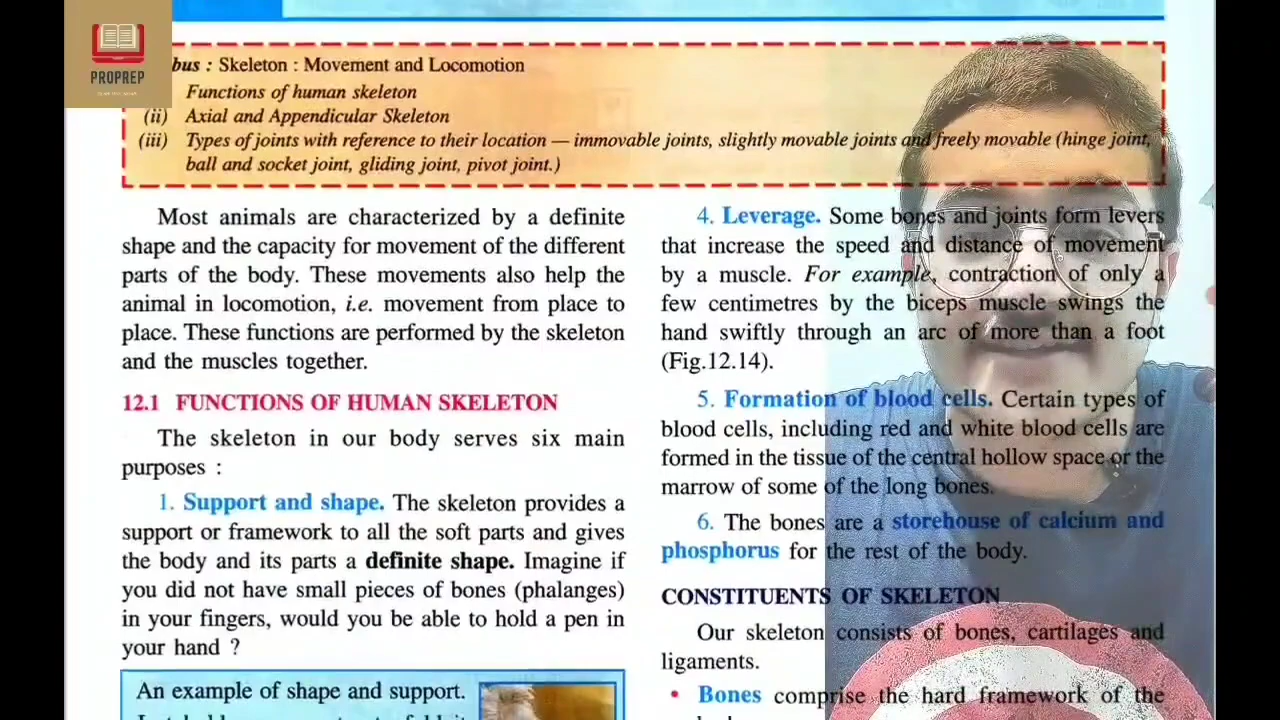 PROPREP
bus : Skeleton : Movement and Locomotion
Functions of human skeleton
(ii) Axial and Appendicular Skeleton
(iii) Types of joints with reference to their location — immovable joints, slightly movable joints and freely movable (hinge joint,
ball and socket joint, gliding joint, pivot joint.)
Most animals are characterized by a definite
shape and the capacity for movement of the different
parts of the body. These movements also help the
animal in locomotion, i.e. movement from place to
place. These functions are performed by the skeleton
and the muscles together.
12.1 FUNCTIONS OF HUMAN SKELETON
The skeleton in our body serves six main
purposes :
1. Support and shape. The skeleton provides a
support or framework to all the soft parts and gives
the body and its parts a definite shape. Imagine if
you did not have small pieces of bones (phalanges)
in your fingers, would you be able to hold a pen in
your hand ?
An example of shape and support.
4. Leverage. Some bones and joints form levers
that increase the speed and distance of movement
by a muscle. For example, contraction of only a
few centimetres by the biceps muscle swings the
hand swiftly through an arc of more than a foot
(Fig.12.14).
5. Formation of blood cells. Certain types of
blood cells, including red and white blood cells are
formed in the tissue of the central hollow space or the
marrow of some of the long bones.
6. The bones are a storehouse of calcium and
phosphorus for the rest of the body.
CONSTITUENTS OF SKELETON
Our skeleton consists of bones, cartilages and
ligaments.
• Bones comprise the hard framework of the